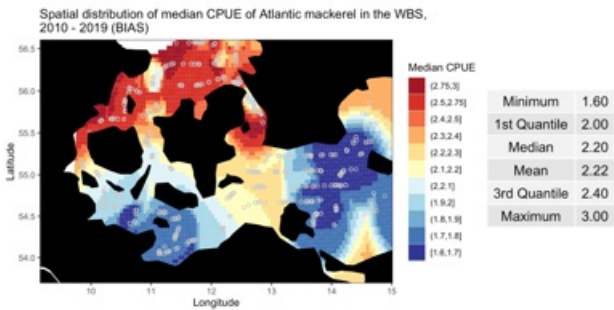 Spatial distribution of median CPUE of Atlantic mackerel in the WBS,
2010 - 2019 (BIAS)
56.5
56.0
55.5
55.0
54.5
54.0
Latitude
10 11 12 13 14 15
Longitude
Median CPUE
(2.75,3]
(2.5,2.75]
(2.4,2.5]
(2.3,2.4]
(2.2,2.3]
(2.1,2.2]
(2,2.1]
(1.9,2]
(1.8,1.9]
(1.7,1.8]
[1.6,1.7]
Minimum 1.60
1st Quantile 2.00
Median 2.20
Mean 2.22
3rd Quantile 2.40
Maximum 3.00